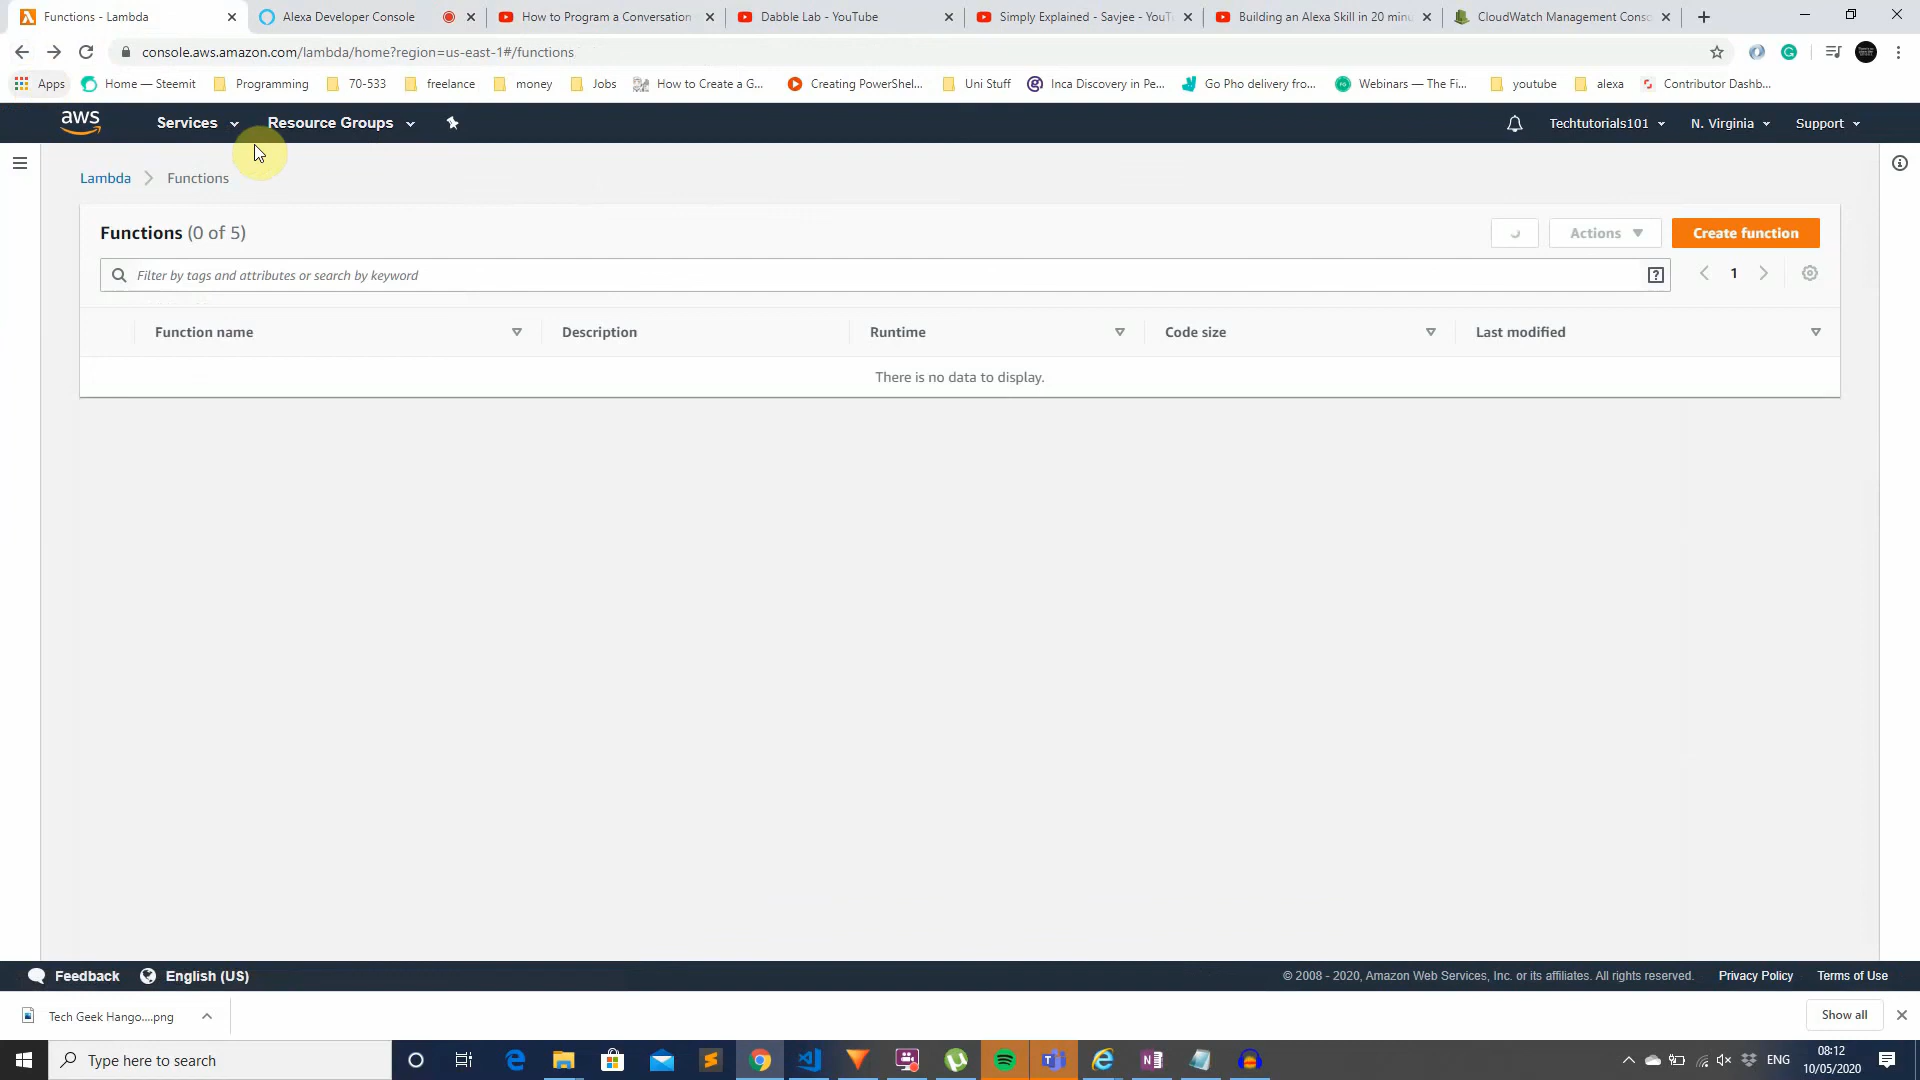 Functions - Lambda
Alexa Developer Console
How to Program a Conversation
Dabble Lab - YouTube
Simply Explained - Savjee - YouTu
Building an Alexa Skill in 20 minu
CloudWatch Management Conso
console.aws.amazon.com/lambda/home?region=us-east-1#/functions
Apps
Home — Steemit
Programming
70-533
freelance
money
Jobs
How to Create a G...
Creating PowerShel...
Uni Stuff
Inca Discovery in Pe...
Go Pho delivery fro...
Webinars — The Fi...
youtube
alexa
Contributor Dashb...
aws
Services
Resource Groups
Techtutorials101
N. Virginia
Support
Lambda
Functions
Functions (0 of 5)
Actions
Create function
Filter by tags and attributes or search by keyword
?
1
Function name
Description
Runtime
Code size
Last modified
There is no data to display.
Feedback
English (US)
© 2008 - 2020, Amazon Web Services, Inc. or its affiliates. All rights reserved.
Privacy Policy
Terms of Use
Tech Geek Hango....png
Show all
Type here to search
ENG
08:12
10/05/2020